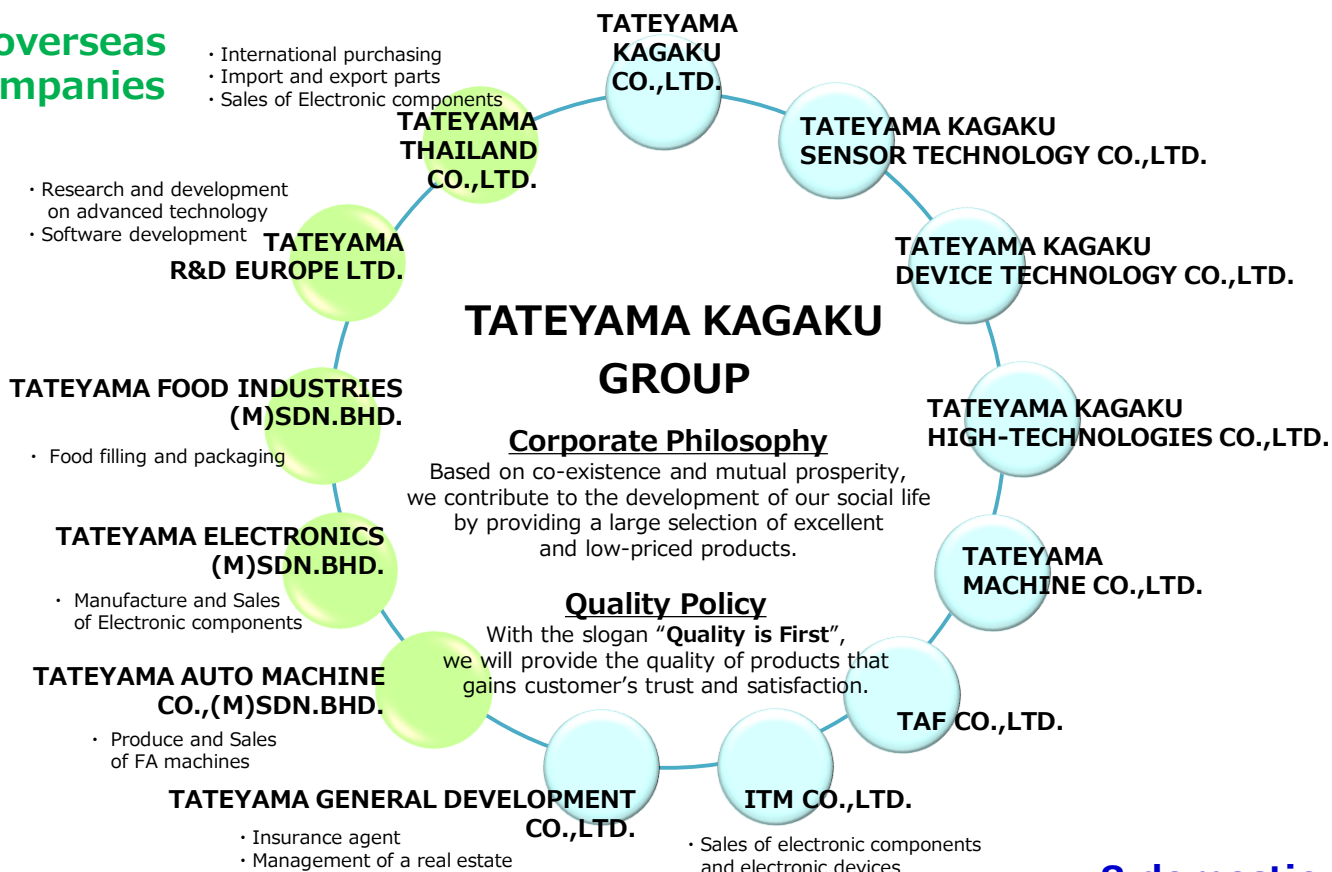 overseas
mpanies
・International purchasing
・Import and export parts
・Sales of Electronic components
TATEYAMA
KAGAKU
CO.,LTD.
TATEYAMA
THAILAND
CO.,LTD.
TATEYAMA KAGAKU
SENSOR TECHNOLOGY CO.,LTD.
・Research and development
on advanced technology
・Software development
TATEYAMA
R&D EUROPE LTD.
TATEYAMA KAGAKU
DEVICE TECHNOLOGY CO.,LTD.
TATEYAMA KAGAKU
GROUP
TATEYAMA FOOD INDUSTRIES
(M)SDN.BHD.
・ Food filling and packaging
TATEYAMA KAGAKU
HIGH-TECHNOLOGIES CO.,LTD.
Corporate Philosophy
Based on co-existence and mutual prosperity,
we contribute to the development of our social life
by providing a large selection of excellent
and low-priced products.
TATEYAMA ELECTRONICS
(M)SDN.BHD.
・ Manufacture and Sales
of Electronic components
TATEYAMA
MACHINE CO.,LTD.
Quality Policy
With the slogan “Quality is First”,
we will provide the quality of products that
gains customer’s trust and satisfaction.
TATEYAMA AUTO MACHINE
CO.,(M)SDN.BHD.
・ Produce and Sales
of FA machines
TAF CO.,LTD.
TATEYAMA GENERAL DEVELOPMENT
CO.,LTD.
・Insurance agent
・Management of a real estate
ITM CO.,LTD.
・Sales of electronic components
and electronic devices
8 domestic